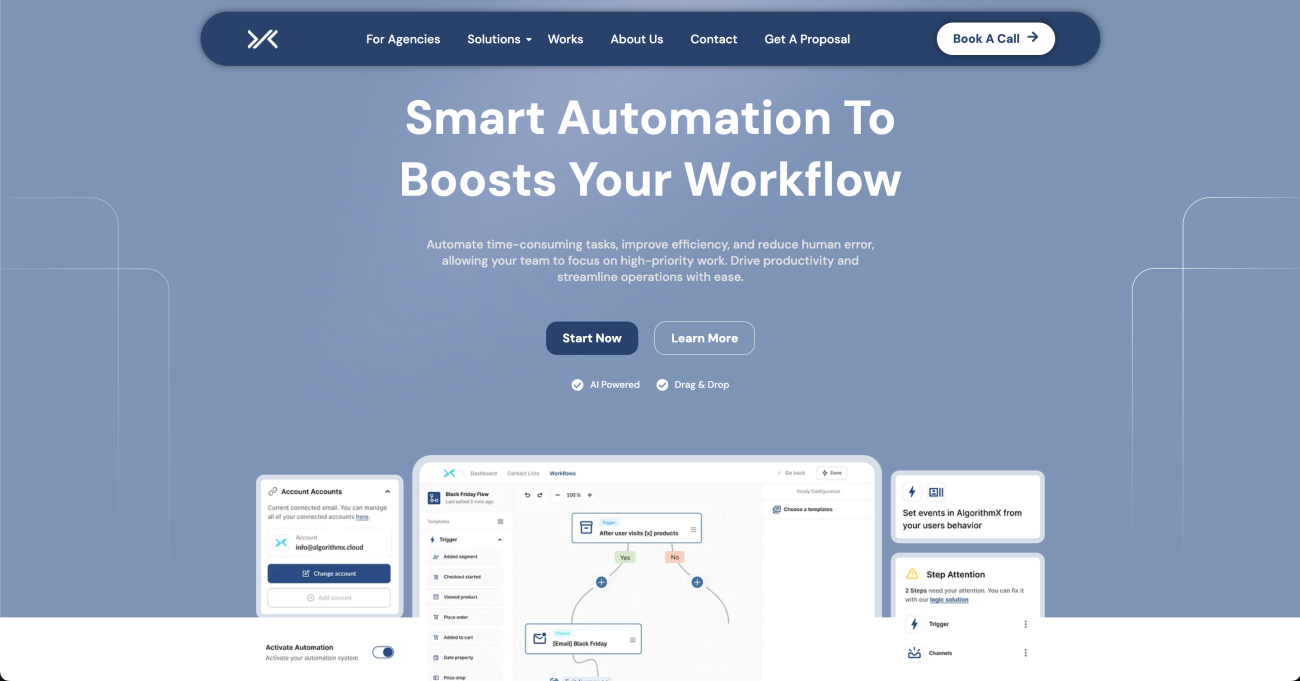 For Agencies
Solutions
Works
About Us
Contact
Get A Proposal
Book A Call
Smart Automation To
Boosts Your Workflow
Automate time-consuming tasks, improve efficiency, and reduce human error,
allowing your team to focus on high-priority work. Drive productivity and
streamline operations with ease.
Start Now
Learn More
AI Powered
Drag & Drop
Account Accounts
Current connected email. You can manage
all of your connected accounts here.
Account
info@algorithmx.cloud
Change account
Add account
Activate Automation
Activate your automation system
Dashboard
Contact Lists
Workflows
Go back
Done
Black Friday Flow
Last edited 5 mins ago
100 %
Ready Configuration
Templates
Choose a templates
Trigger
Added segment
Checkout started
Viewed product
Place order
Added to cart
Date property
Price drop
Trigger
After user visits [x] products
Yes
No
[Email] Black Friday
Set events in AlgorithmX from
your users behavior
Step Attention
2 Steps need your attention. You can fix it
with our logic solution
Trigger
Channels